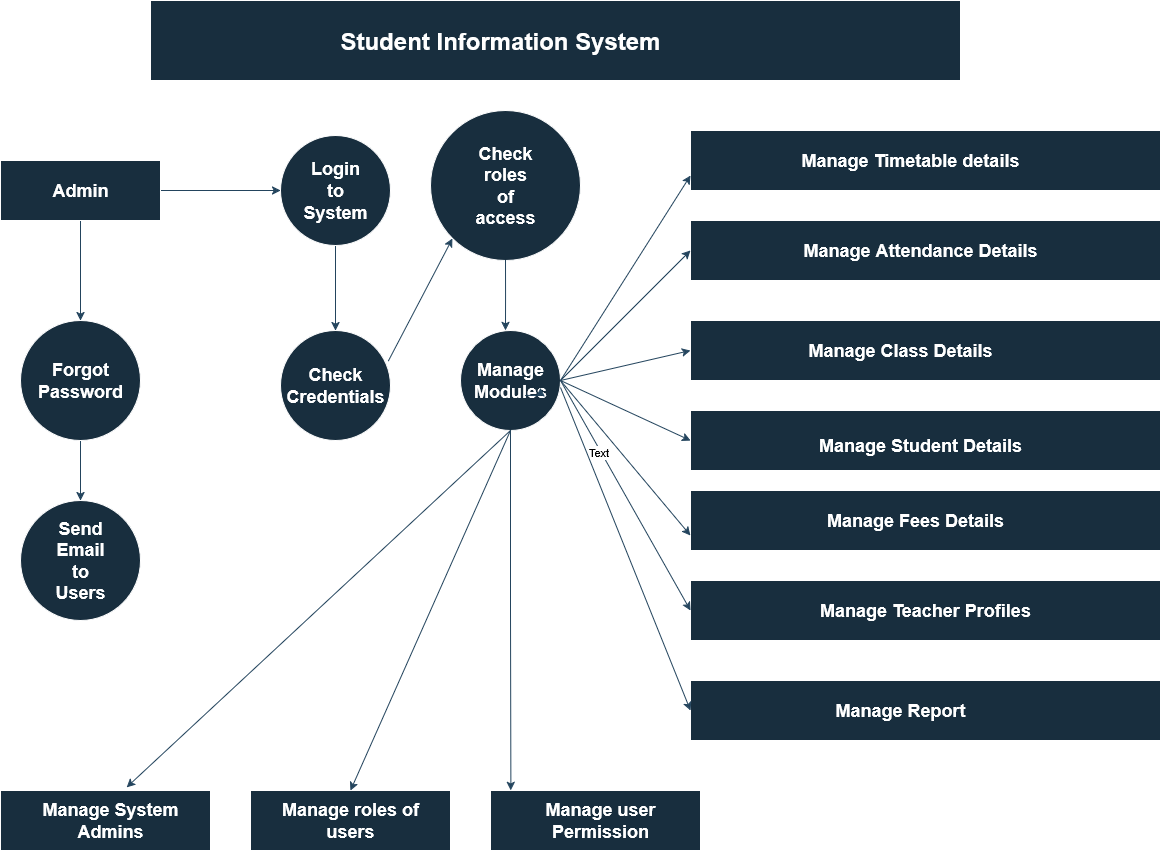 Student Information System
Admin
Login
to
System
Check
roles
of
access
Manage Timetable details
Manage Attendance Details
Forgot
Password
Check
Credentials
Manage
Modules
Manage Class Details
Manage Student Details
Text
Send
Email
to
Users
Manage Fees Details
Manage Teacher Profiles
Manage Report
Manage System
Admins
Manage roles of
users
Manage user
Permission